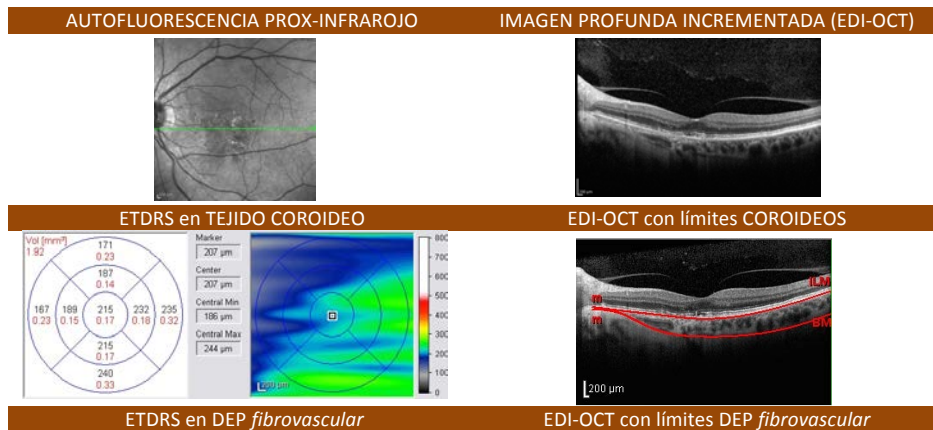 AUTOFLUORESCENCIA PROX-INFRAROJO
IMAGEN PROFUNDA INCREMENTADA (EDI-OCT)
ETDRS en TEJIDO COROIDEO
EDI-OCT con límites COROIDEOS
Vol [mm³]
1.92
171
0.23
187
0.14
167 189 215 232 235
0.23 0.15 0.17 0.18 0.32
215
0.17
240
0.33
Marker
207 µm
Center
207 µm
Central Min
186 µm
Central Max
244 µm
800
700
600
500
400
300
200
100
0
ILM
m
m
BM
200 µm
ETDRS en DEP fibrovascular
EDI-OCT con límites DEP fibrovascular